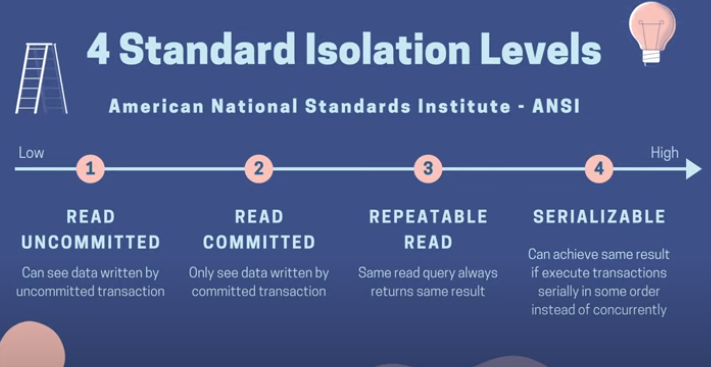 4 Standard Isolation Levels
American National Standards Institute - ANSI
Low
High
1
2
3
4
READ
UNCOMMITTED
Can see data written by
uncommitted transaction
READ
COMMITTED
Only see data written by
committed transaction
REPEATABLE
READ
Same read query always
returns same result
SERIALIZABLE
Can achieve same result
if execute transactions
serially in some order
instead of concurrently